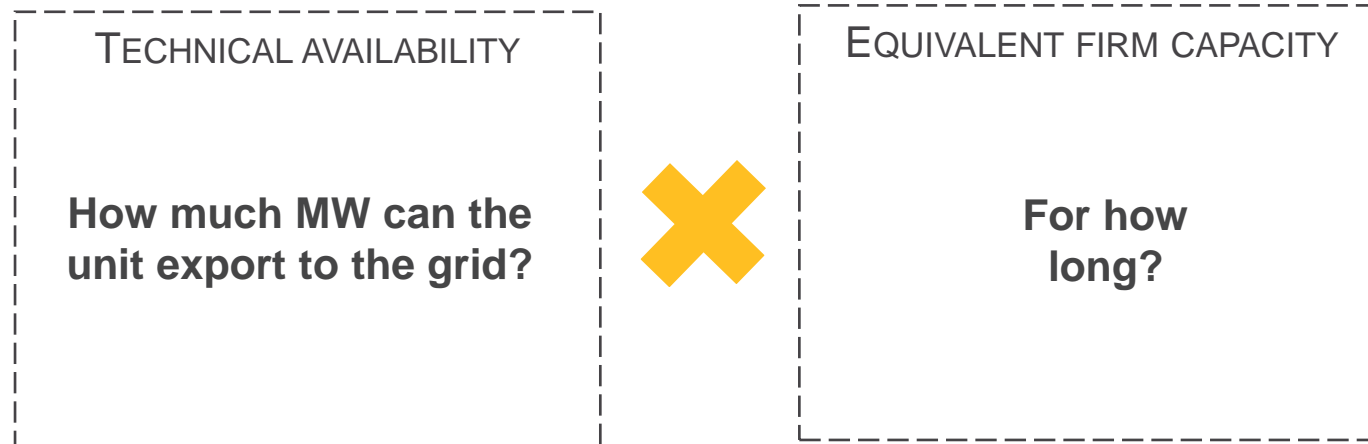 TECHNICAL AVAILABILITY
How much MW can the
unit export to the grid?
EQUIVALENT FIRM CAPACITY
For how
long?